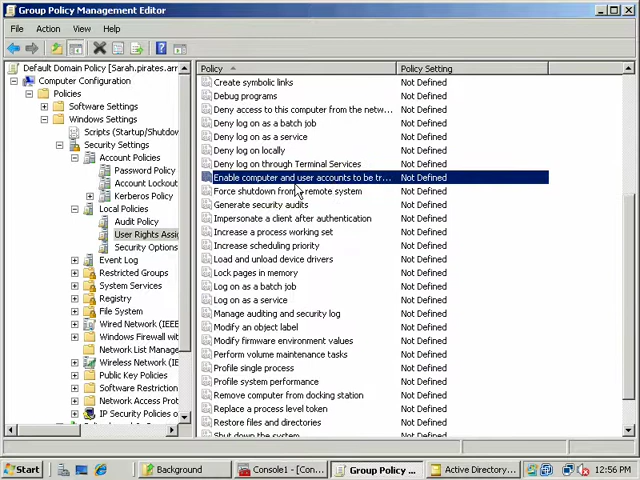 Group Policy Management Editor
File Action View Help
Default Domain Policy [Sarah.pirates.arr
Computer Configuration
Policies
Software Settings
Windows Settings
Scripts (Startup/Shutdow
Security Settings
Account Policies
Password Policy
Account Lockout
Kerberos Policy
Local Policies
Audit Policy
User Rights Assig
Security Options
Event Log
Restricted Groups
System Services
Registry
File System
Wired Network (IEEE
Windows Firewall wit
Network List Manage
Wireless Network (IE
Public Key Policies
Software Restriction
Network Access Prot
IP Security Policies o
Policy Policy Setting
Create symbolic links Not Defined
Debug programs Not Defined
Deny access to this computer from the netw... Not Defined
Deny log on as a batch job Not Defined
Deny log on as a service Not Defined
Deny log on locally Not Defined
Deny log on through Terminal Services Not Defined
Enable computer and user accounts to be tr... Not Defined
Force shutdown from remote system Not Defined
Generate security audits Not Defined
Impersonate a client after authentication Not Defined
Increase a process working set Not Defined
Increase scheduling priority Not Defined
Load and unload device drivers Not Defined
Lock pages in memory Not Defined
Log on as a batch job Not Defined
Log on as a service Not Defined
Manage auditing and security log Not Defined
Modify an object label Not Defined
Modify firmware environment values Not Defined
Perform volume maintenance tasks Not Defined
Profile single process Not Defined
Profile system performance Not Defined
Remove computer from docking station Not Defined
Replace a process level token Not Defined
Restore files and directories Not Defined
Shut down the system Not Defined
Start Background Console1 - [Con... Group Policy ... Active Directory... 12:56 PM